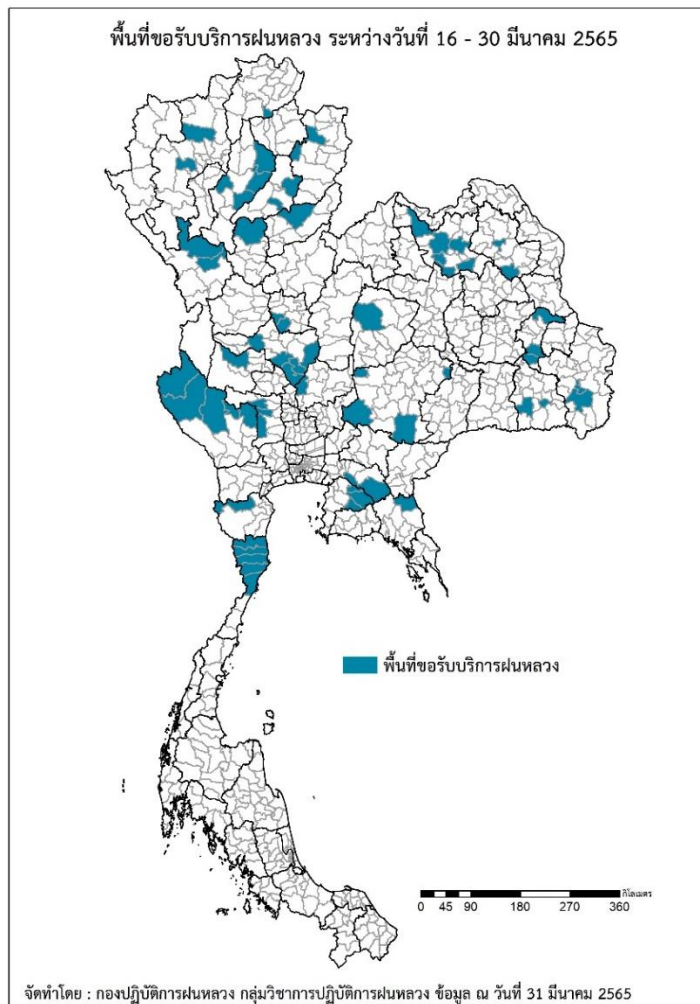 พื้นที่ขอรับบริการฝนหลวง ระหว่างวันที่ 16 - 30 มีนาคม 2565
พื้นที่ขอรับบริการฝนหลวง
กิโลเมตร
0 45 90 180 270 360
จัดทำโดย : กองปฏิบัติการฝนหลวง กลุ่มวิชาการปฏิบัติการฝนหลวง ข้อมูล ณ วันที่ 31 มีนาคม 2565